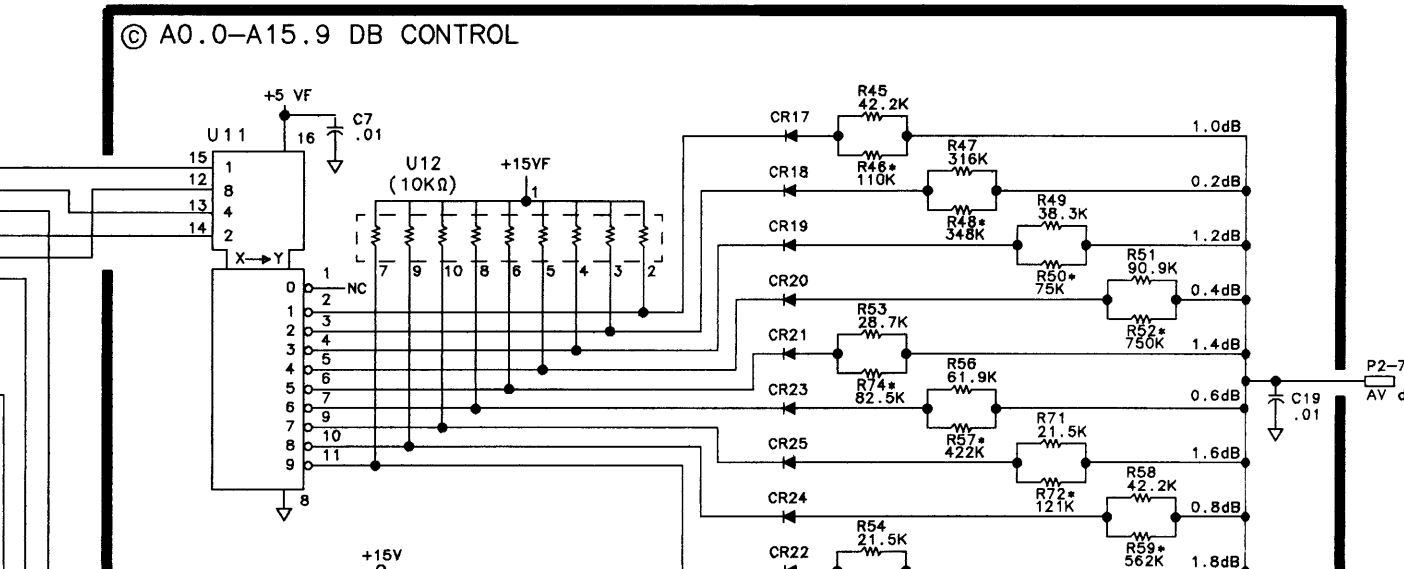 © A0.0–A15.9 DB CONTROL
+5 VF
C7
.01
U11
16
15
1
12
8
13
4
14
2
X→Y
U12
(10KΩ)
+15VF
1
7
9
10
8
6
5
4
3
2
0
1
NC
1
2
2
3
3
4
4
5
5
6
6
7
7
9
8
10
9
11
8
+15V
CR17
R45
42.2K
R46*
110K
1.0dB
CR18
R47
316K
R48*
348K
0.2dB
CR19
R49
38.3K
R50*
75K
1.2dB
CR20
R51
90.9K
R52*
750K
0.4dB
CR21
R53
28.7K
R74*
82.5K
1.4dB
CR23
R56
61.9K
R57*
422K
0.6dB
CR25
R71
21.5K
R72*
121K
1.6dB
CR24
R58
42.2K
R59*
562K
0.8dB
CR22
R54
21.5K
1.8dB
C19
.01
P2-7
AV